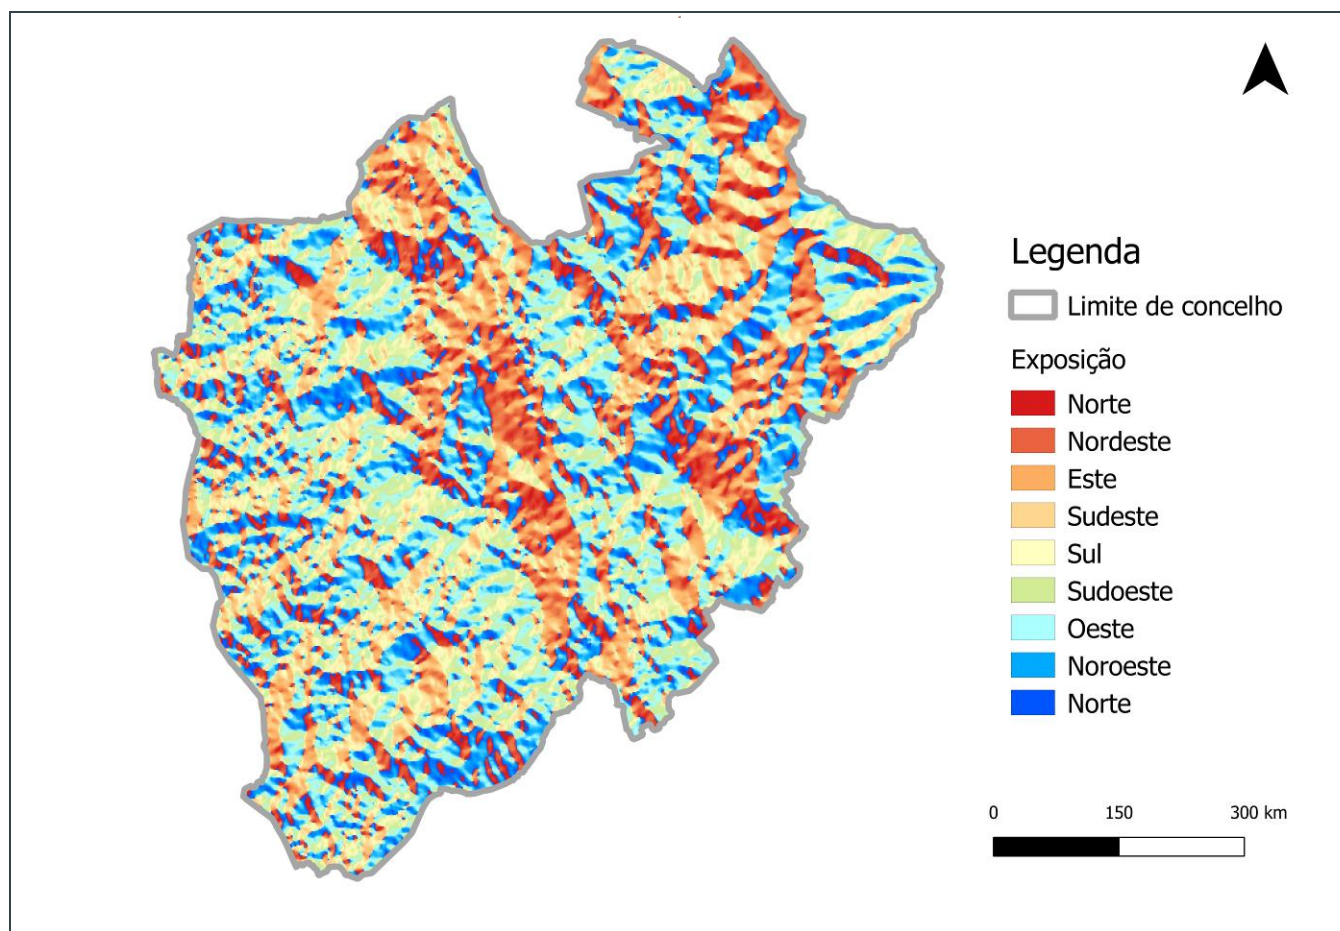 Legenda
Limite de concelho
Exposição
Norte
Nordeste
Este
Sudeste
Sul
Sudoeste
Oeste
Noroeste
Norte
0 150 300 km